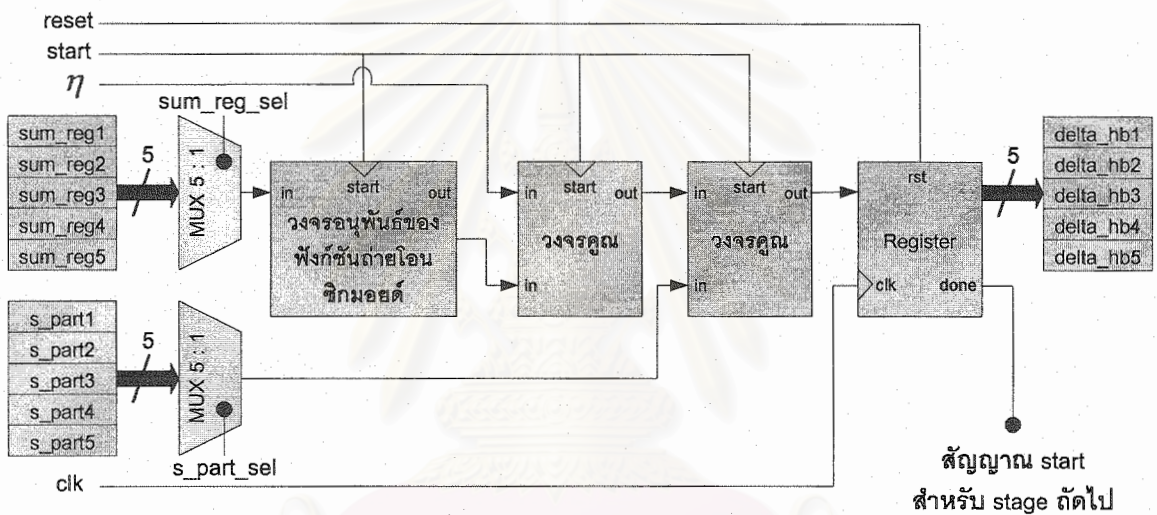 reset
start
η
sum_reg_sel
sum_reg1
sum_reg2
sum_reg3
sum_reg4
sum_reg5
5
MUX 5 : 1
in
start
out
วงจรอนุพันธ์ของ
ฟังก์ชันถ่ายโอน
ซิกมอยด์
in
start
out
วงจรคูณ
in
in
start
out
วงจรคูณ
in
rst
Register
clk
done
5
delta_hb1
delta_hb2
delta_hb3
delta_hb4
delta_hb5
s_part1
s_part2
s_part3
s_part4
s_part5
5
MUX 5 : 1
s_part_sel
clk
สัญญาณ start
สำหรับ stage ถัดไป